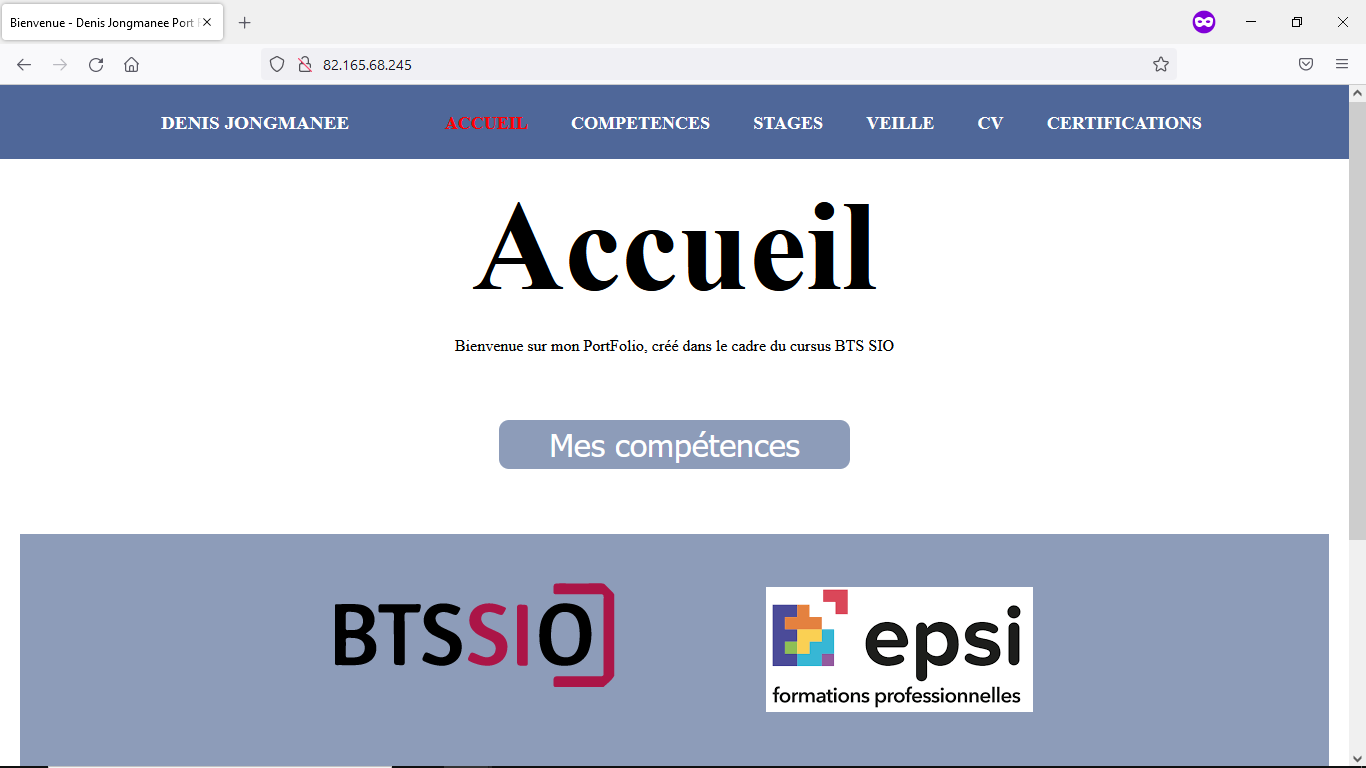 Bienvenue - Denis Jongmanee Port
82.165.68.245
DENIS JONGMANEE ACCUEIL COMPETENCES STAGES VEILLE CV CERTIFICATIONS
Accueil
Bienvenue sur mon PortFolio, créé dans le cadre du cursus BTS SIO
Mes compétences
BTSSIO
epsi
formations professionnelles